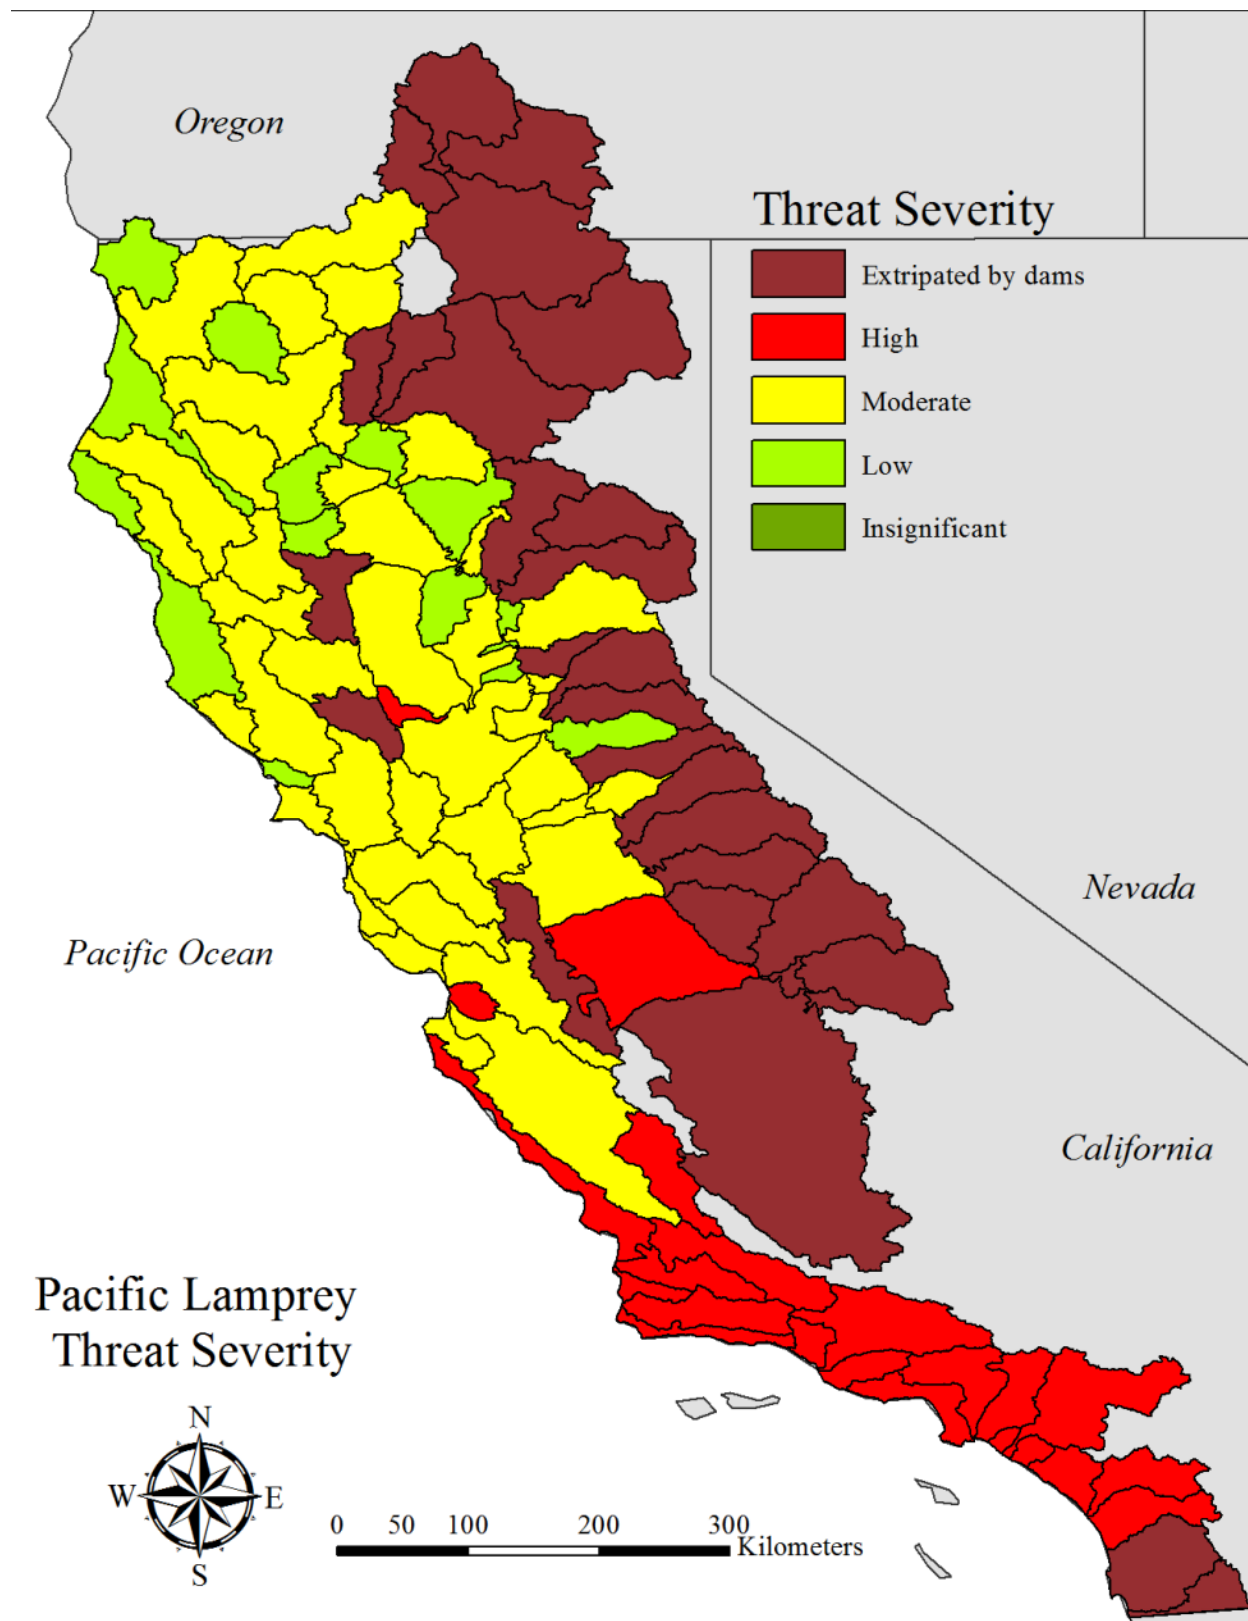 Oregon
Threat Severity
Extripated by dams
High
Moderate
Low
Insignificant
Nevada
Pacific Ocean
California
Pacific Lamprey
Threat Severity
N
W E
S
0 50 100 200 300
Kilometers